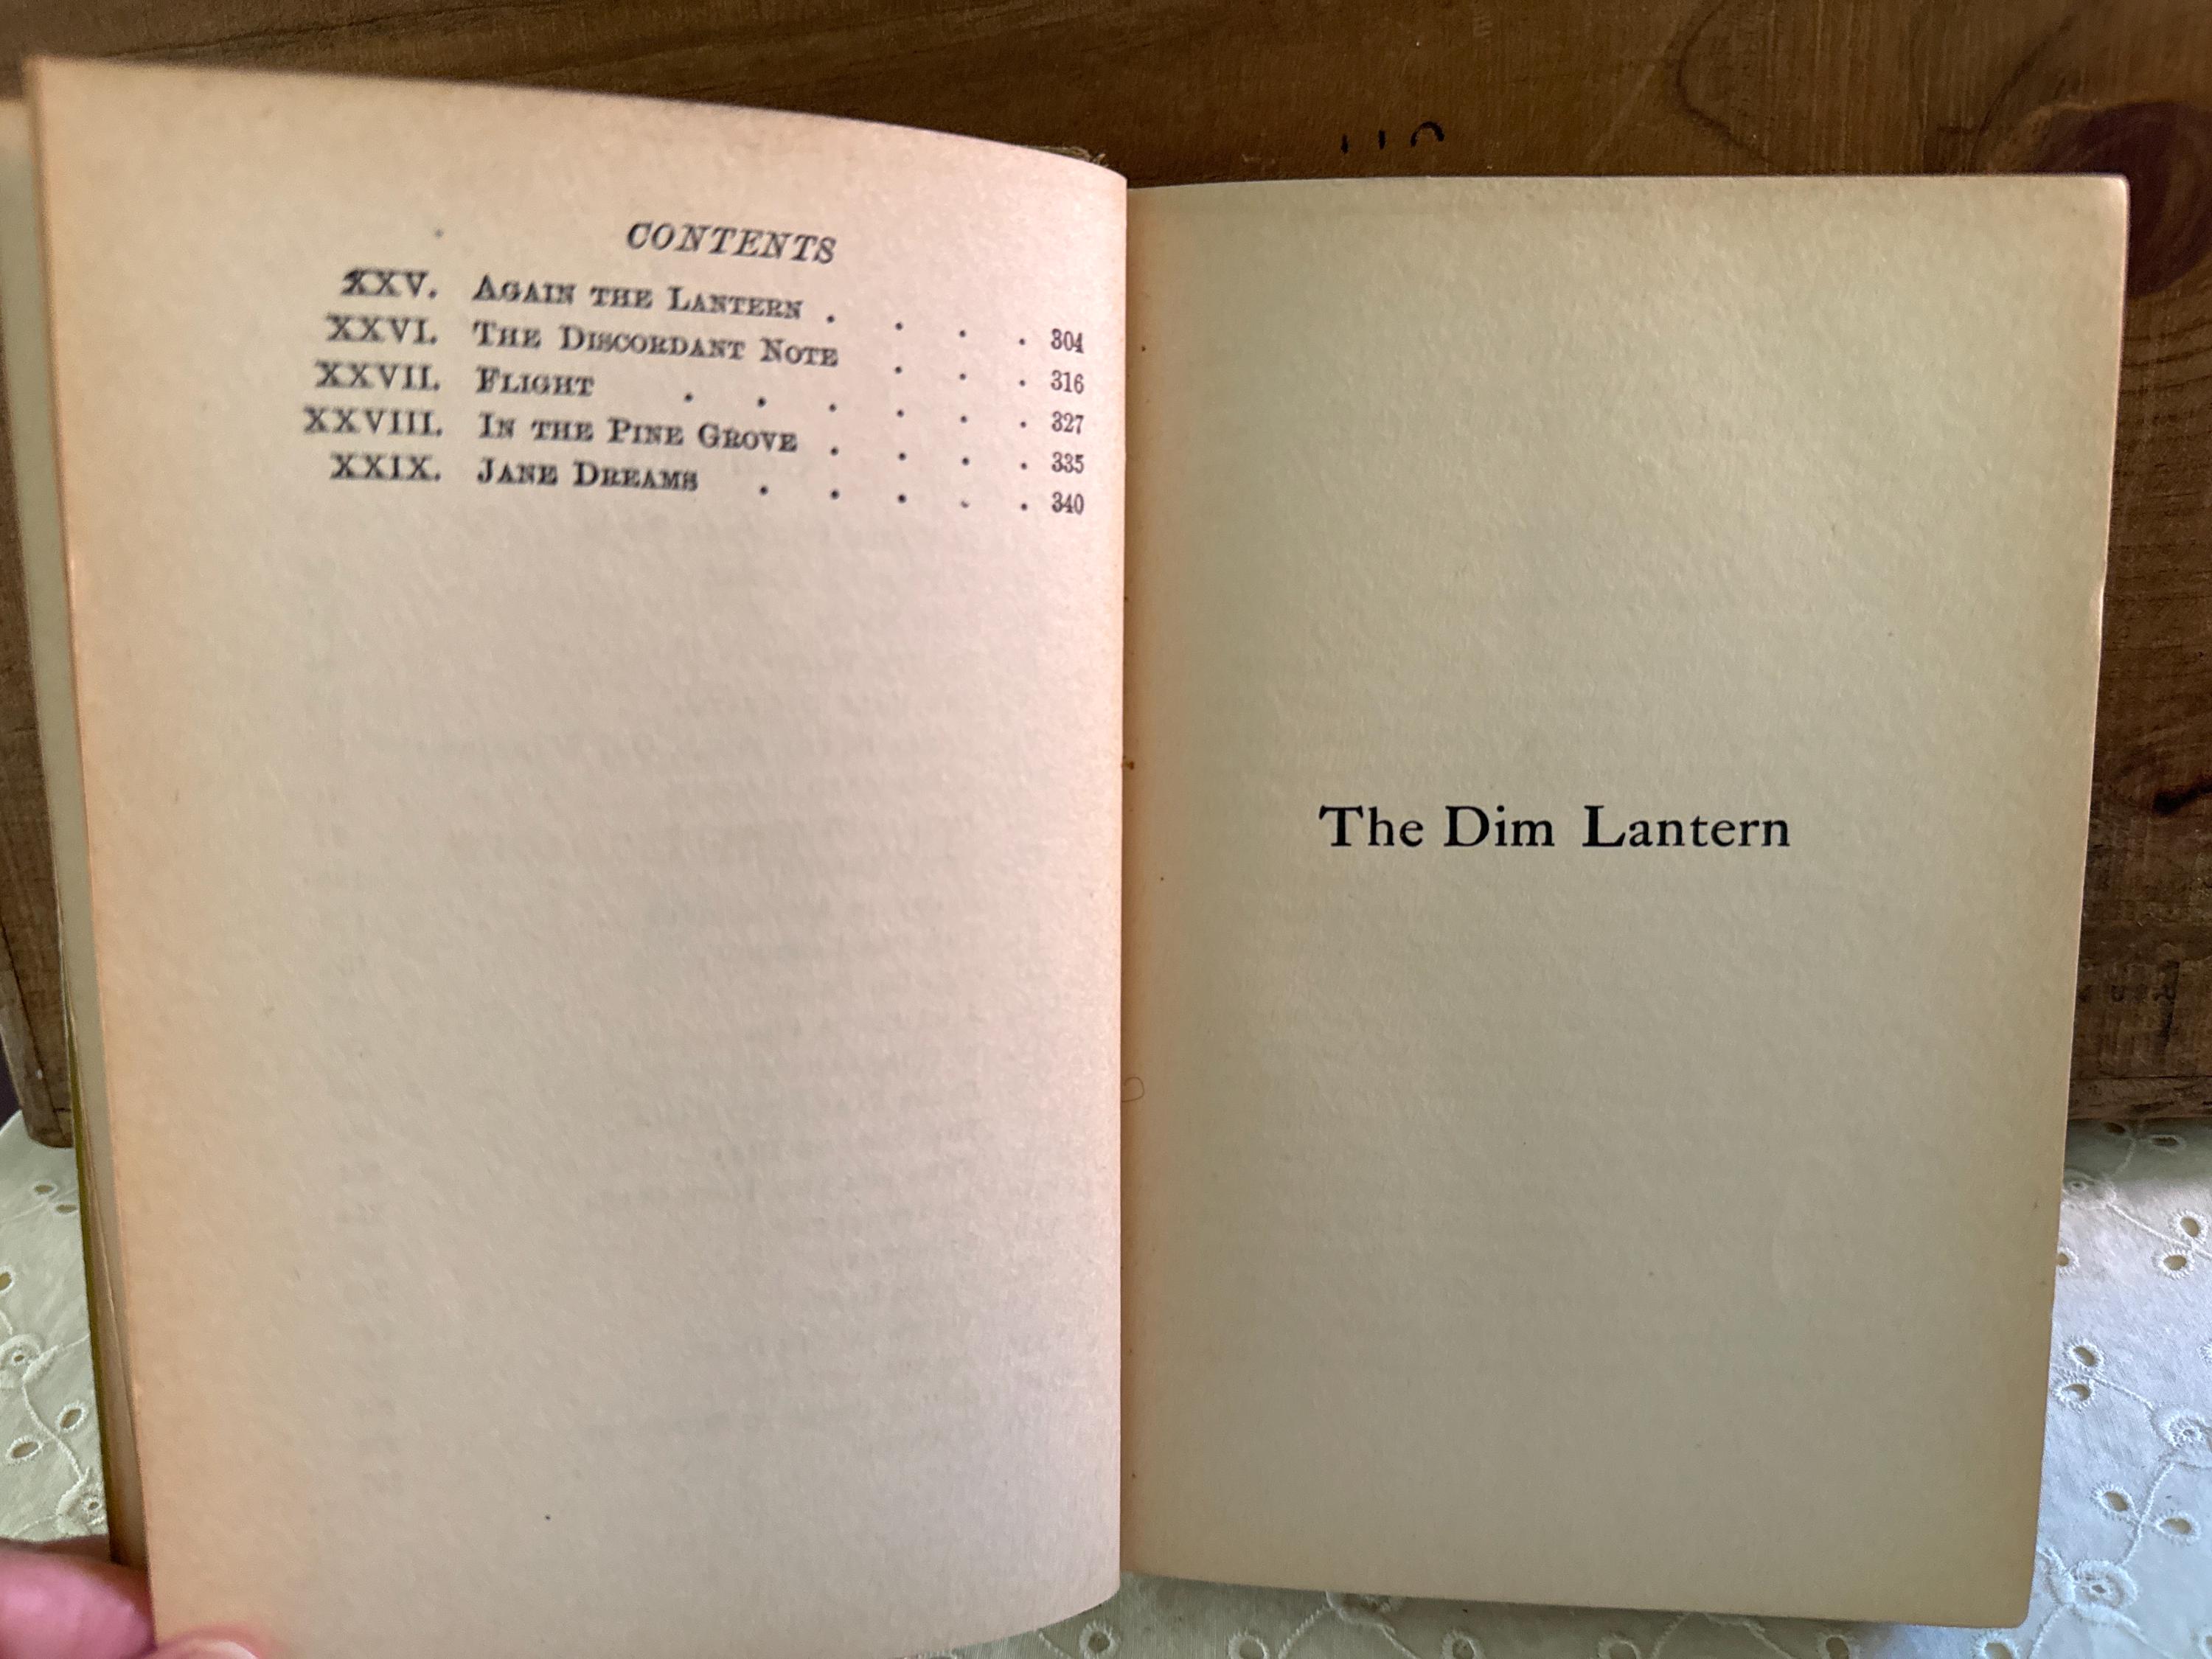 CONTENTS
XXV. AGAIN THE LANTERN . . . . 304
XXVI. THE DISCORDANT NOTE . . . 316
XXVII. FLIGHT . . . . . . 327
XXVIII. IN THE PINE GROVE . . . . 335
XXIX. JANE DREAMS . . . . . 340
The Dim Lantern